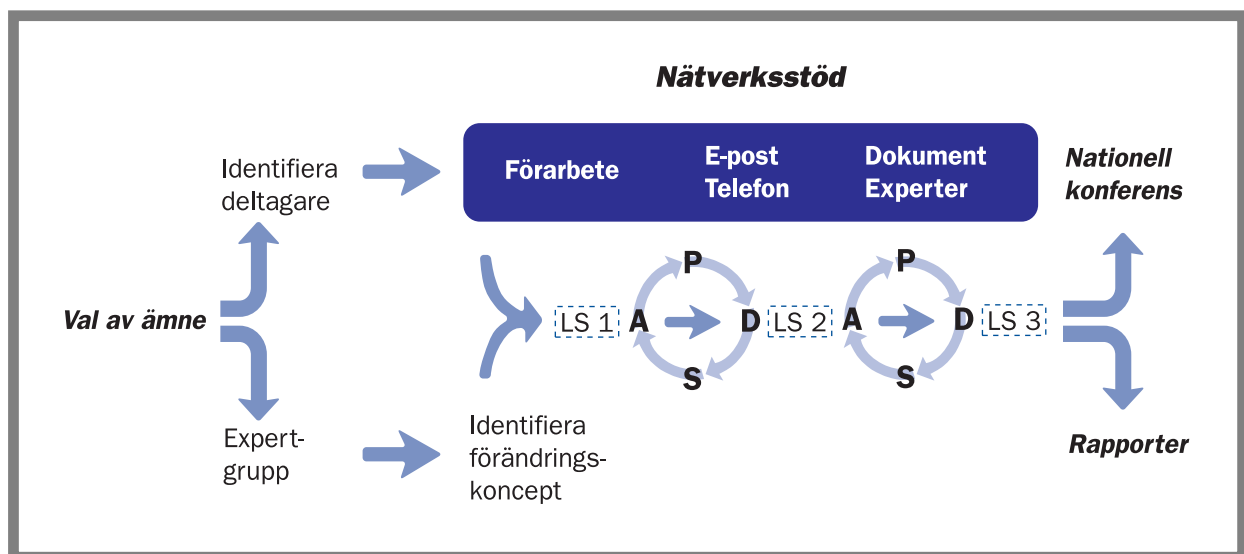 Nätverksstöd
Förarbete
E-post
Telefon
Dokument
Experter
Identifiera
deltagare
Nationell
konferens
Val av ämne
LS 1
A
P
D
S
LS 2
A
P
D
S
LS 3
Expert-
grupp
Identifiera
förändrings-
koncept
Rapporter